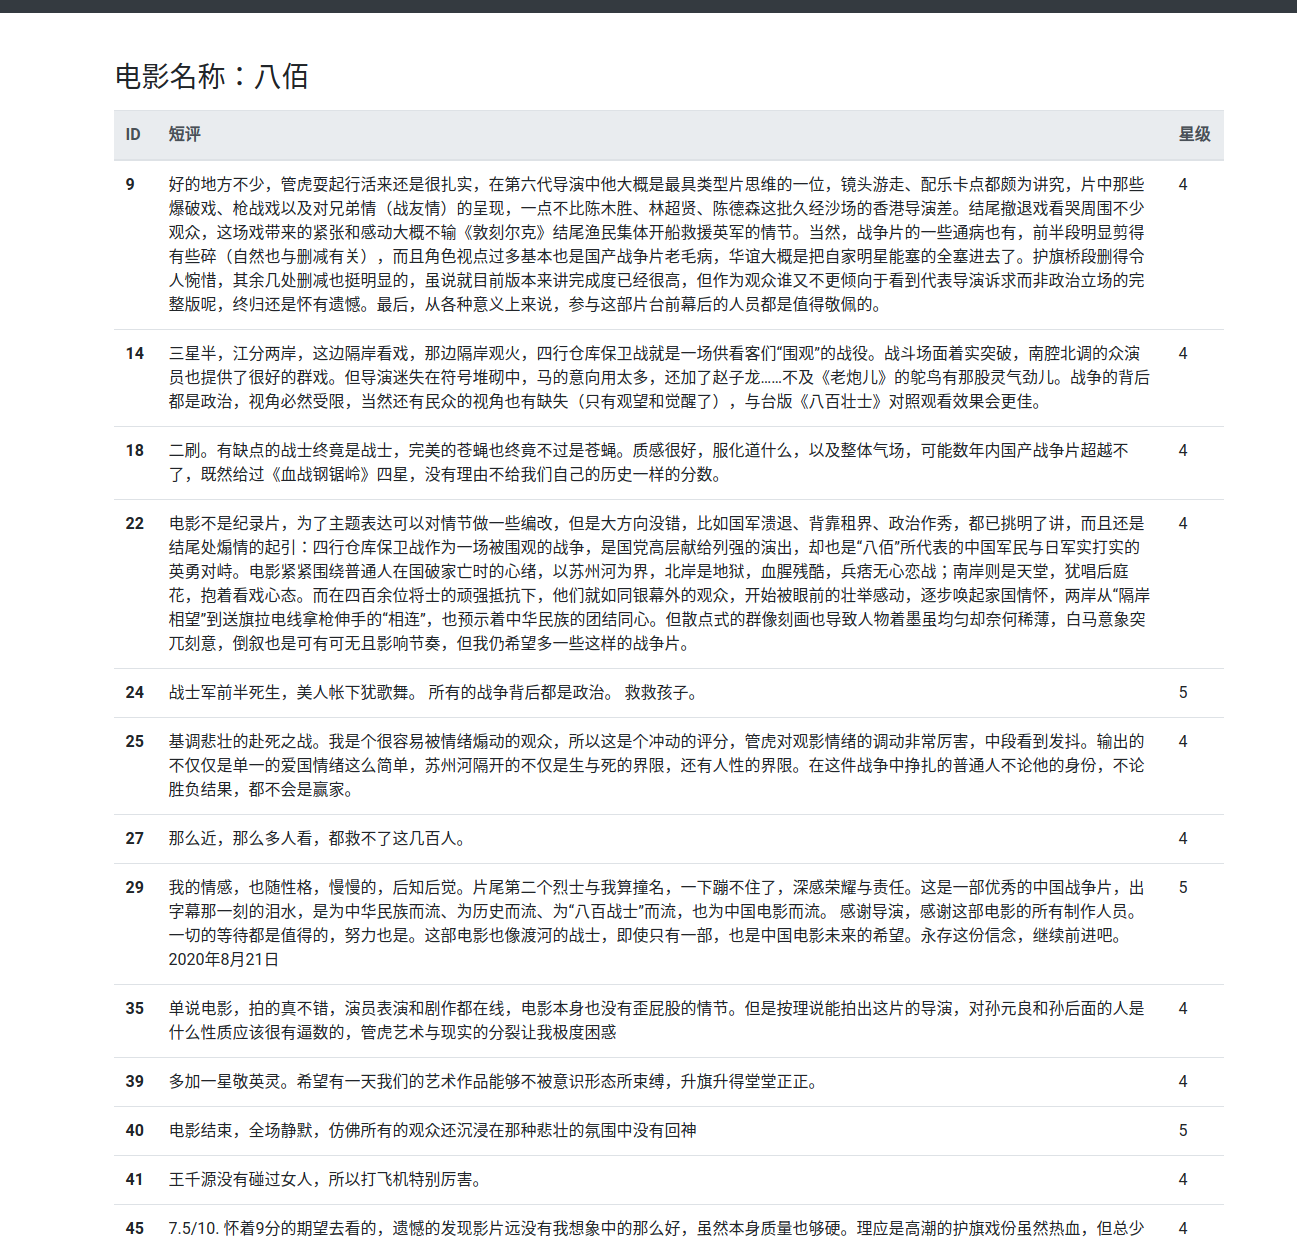 电影名称：八佰
ID 短评 星级
9 好的地方不少，管虎耍起行活来还是很扎实，在第六代导演中他大概是最具类型片思维的一位，镜头游走、配乐卡点都颇为讲究，片中那些 4
爆破戏、枪战戏以及对兄弟情（战友情）的呈现，一点不比陈木胜、林超贤、陈德森这批久经沙场的香港导演差。结尾撤退戏看哭周围不少
观众，这场戏带来的紧张和感动大概不输《敦刻尔克》结尾渔民集体开船救援英军的情节。当然，战争片的一些通病也有，前半段明显剪得
有些碎（自然也与删减有关），而且角色视点过多基本也是国产战争片老毛病，华谊大概是把自家明星能塞的全塞进去了。护旗桥段删得令
人惋惜，其余几处删减也挺明显的，虽说就目前版本来讲完成度已经很高，但作为观众谁又不更倾向于看到代表导演诉求而非政治立场的完
整版呢，终归还是怀有遗憾。最后，从各种意义上来说，参与这部片台前幕后的人员都是值得敬佩的。
14 三星半，江分两岸，这边隔岸看戏，那边隔岸观火，四行仓库保卫战就是一场供看客们“围观”的战役。战斗场面着实突破，南腔北调的众演 4
员也提供了很好的群戏。但导演迷失在符号堆砌中，马的意向用太多，还加了赵子龙……不及《老炮儿》的鸵鸟有那股灵气劲儿。战争的背后
都是政治，视角必然受限，当然还有民众的视角也有缺失（只有观望和觉醒了），与台版《八百壮士》对照观看效果会更佳。
18 二刷。有缺点的战士终竟是战士，完美的苍蝇也终竟不过是苍蝇。质感很好，服化道什么，以及整体气场，可能数年内国产战争片超越不 4
了，既然给过《血战钢锯岭》四星，没有理由不给我们自己的历史一样的分数。
22 电影不是纪录片，为了主题表达可以对情节做一些编改，但是大方向没错，比如国军溃退、背靠租界、政治作秀，都已挑明了讲，而且还是 4
结尾处煽情的起引：四行仓库保卫战作为一场被围观的战争，是国党高层献给列强的演出，却也是“八佰”所代表的中国军民与日军实打实的
英勇对峙。电影紧紧围绕普通人在国破家亡时的心绪，以苏州河为界，北岸是地狱，血腥残酷，兵痞无心恋战；南岸则是天堂，犹唱后庭
花，抱着看戏心态。而在四百余位将士的顽强抵抗下，他们就如同银幕外的观众，开始被眼前的壮举感动，逐步唤起家国情怀，两岸从“隔岸
相望”到送旗拉电线拿枪伸手的“相连”，也预示着中华民族的团结同心。但散点式的群像刻画也导致人物着墨虽均匀却奈何稀薄，白马意象突
兀刻意，倒叙也是可有可无且影响节奏，但我仍希望多一些这样的战争片。
24 战士军前半死生，美人帐下犹歌舞。 所有的战争背后都是政治。 救救孩子。 5
25 基调悲壮的赴死之战。我是个很容易被情绪煽动的观众，所以这是个冲动的评分，管虎对观影情绪的调动非常厉害，中段看到发抖。输出的 4
不仅仅是单一的爱国情绪这么简单，苏州河隔开的不仅是生与死的界限，还有人性的界限。在这件战争中挣扎的普通人不论他的身份，不论
胜负结果，都不会是赢家。
27 那么近，那么多人看，都救不了这几百人。 4
29 我的情感，也随性格，慢慢的，后知后觉。片尾第二个烈士与我算撞名，一下蹦不住了，深感荣耀与责任。这是一部优秀的中国战争片，出 5
字幕那一刻的泪水，是为中华民族而流、为历史而流、为“八百战士”而流，也为中国电影而流。 感谢导演，感谢这部电影的所有制作人员。
一切的等待都是值得的，努力也是。这部电影也像渡河的战士，即使只有一部，也是中国电影未来的希望。永存这份信念，继续前进吧。
2020年8月21日
35 单说电影，拍的真不错，演员表演和剧作都在线，电影本身也没有歪屁股的情节。但是按理说能拍出这片的导演，对孙元良和孙后面的人是 4
什么性质应该很有逼数的，管虎艺术与现实的分裂让我极度困惑
39 多加一星敬英灵。希望有一天我们的艺术作品能够不被意识形态所束缚，升旗升得堂堂正正。 4
40 电影结束，全场静默，仿佛所有的观众还沉浸在那种悲壮的氛围中没有回神 5
41 王千源没有碰过女人，所以打飞机特别厉害。 4
45 7.5/10. 怀着9分的期望去看的，遗憾的发现影片远没有我想象中的那么好，虽然本身质量也够硬。理应是高潮的护旗戏份虽然热血，但总少 4